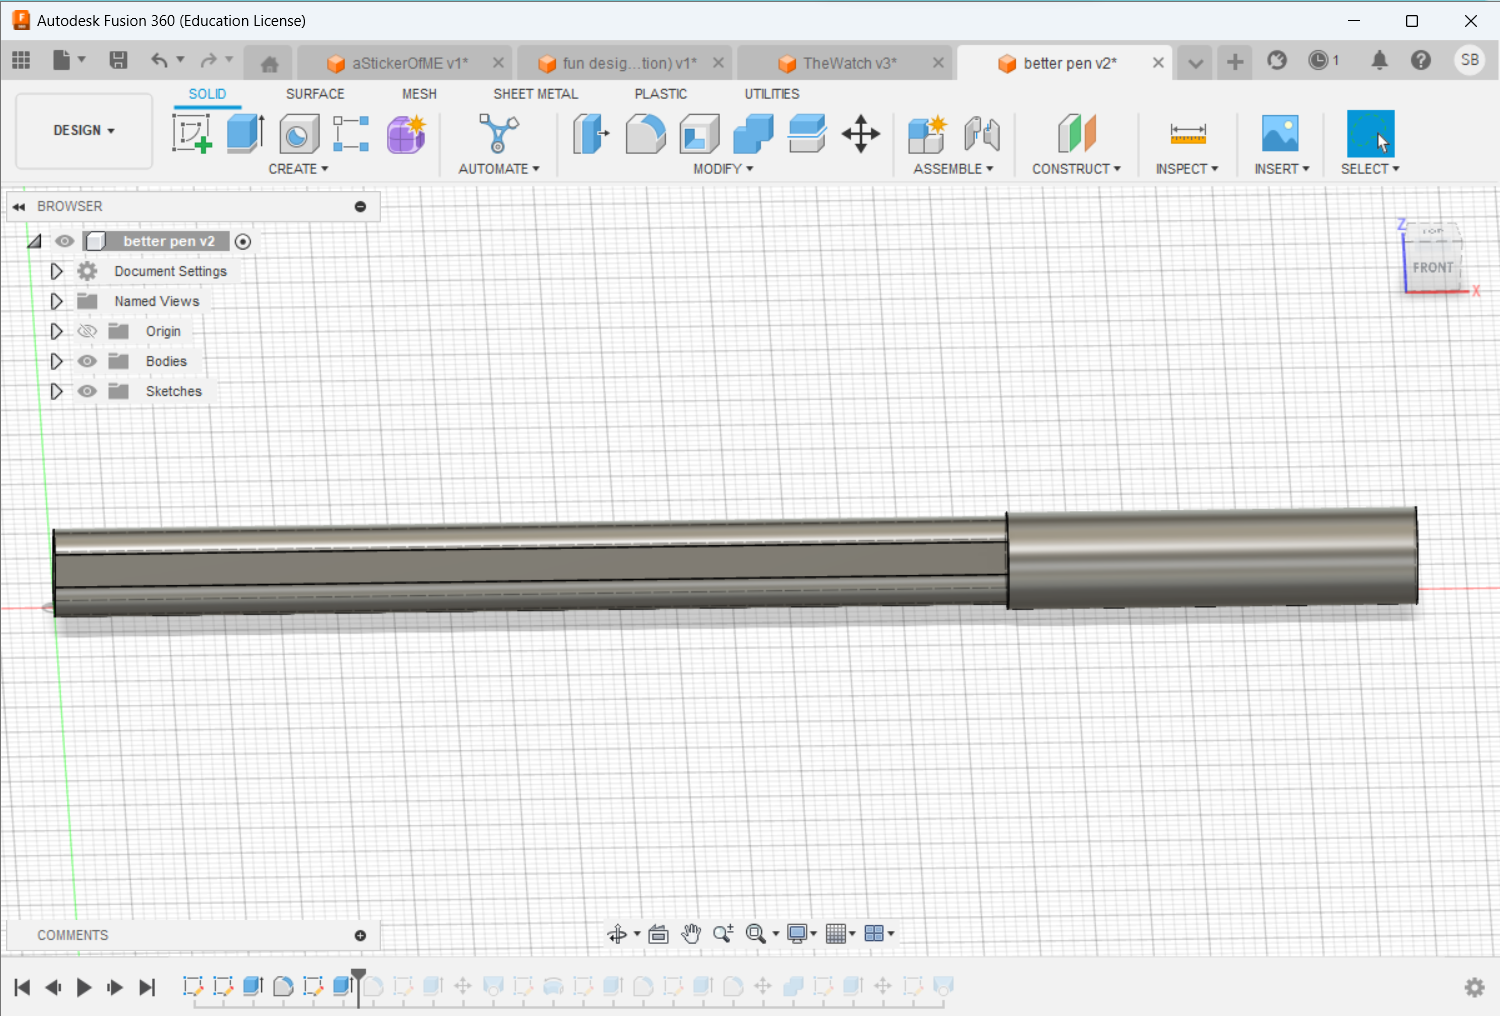 Autodesk Fusion 360 (Education License)
aStickerOfME v1*
fun desig...tion) v1*
TheWatch v3*
better pen v2*
1
SB
DESIGN
SOLID
SURFACE
MESH
SHEET METAL
PLASTIC
UTILITIES
CREATE
AUTOMATE
MODIFY
ASSEMBLE
CONSTRUCT
INSPECT
INSERT
SELECT
BROWSER
better pen v2
Document Settings
Named Views
Origin
Bodies
Sketches
Z
TOP
FRONT
X
COMMENTS